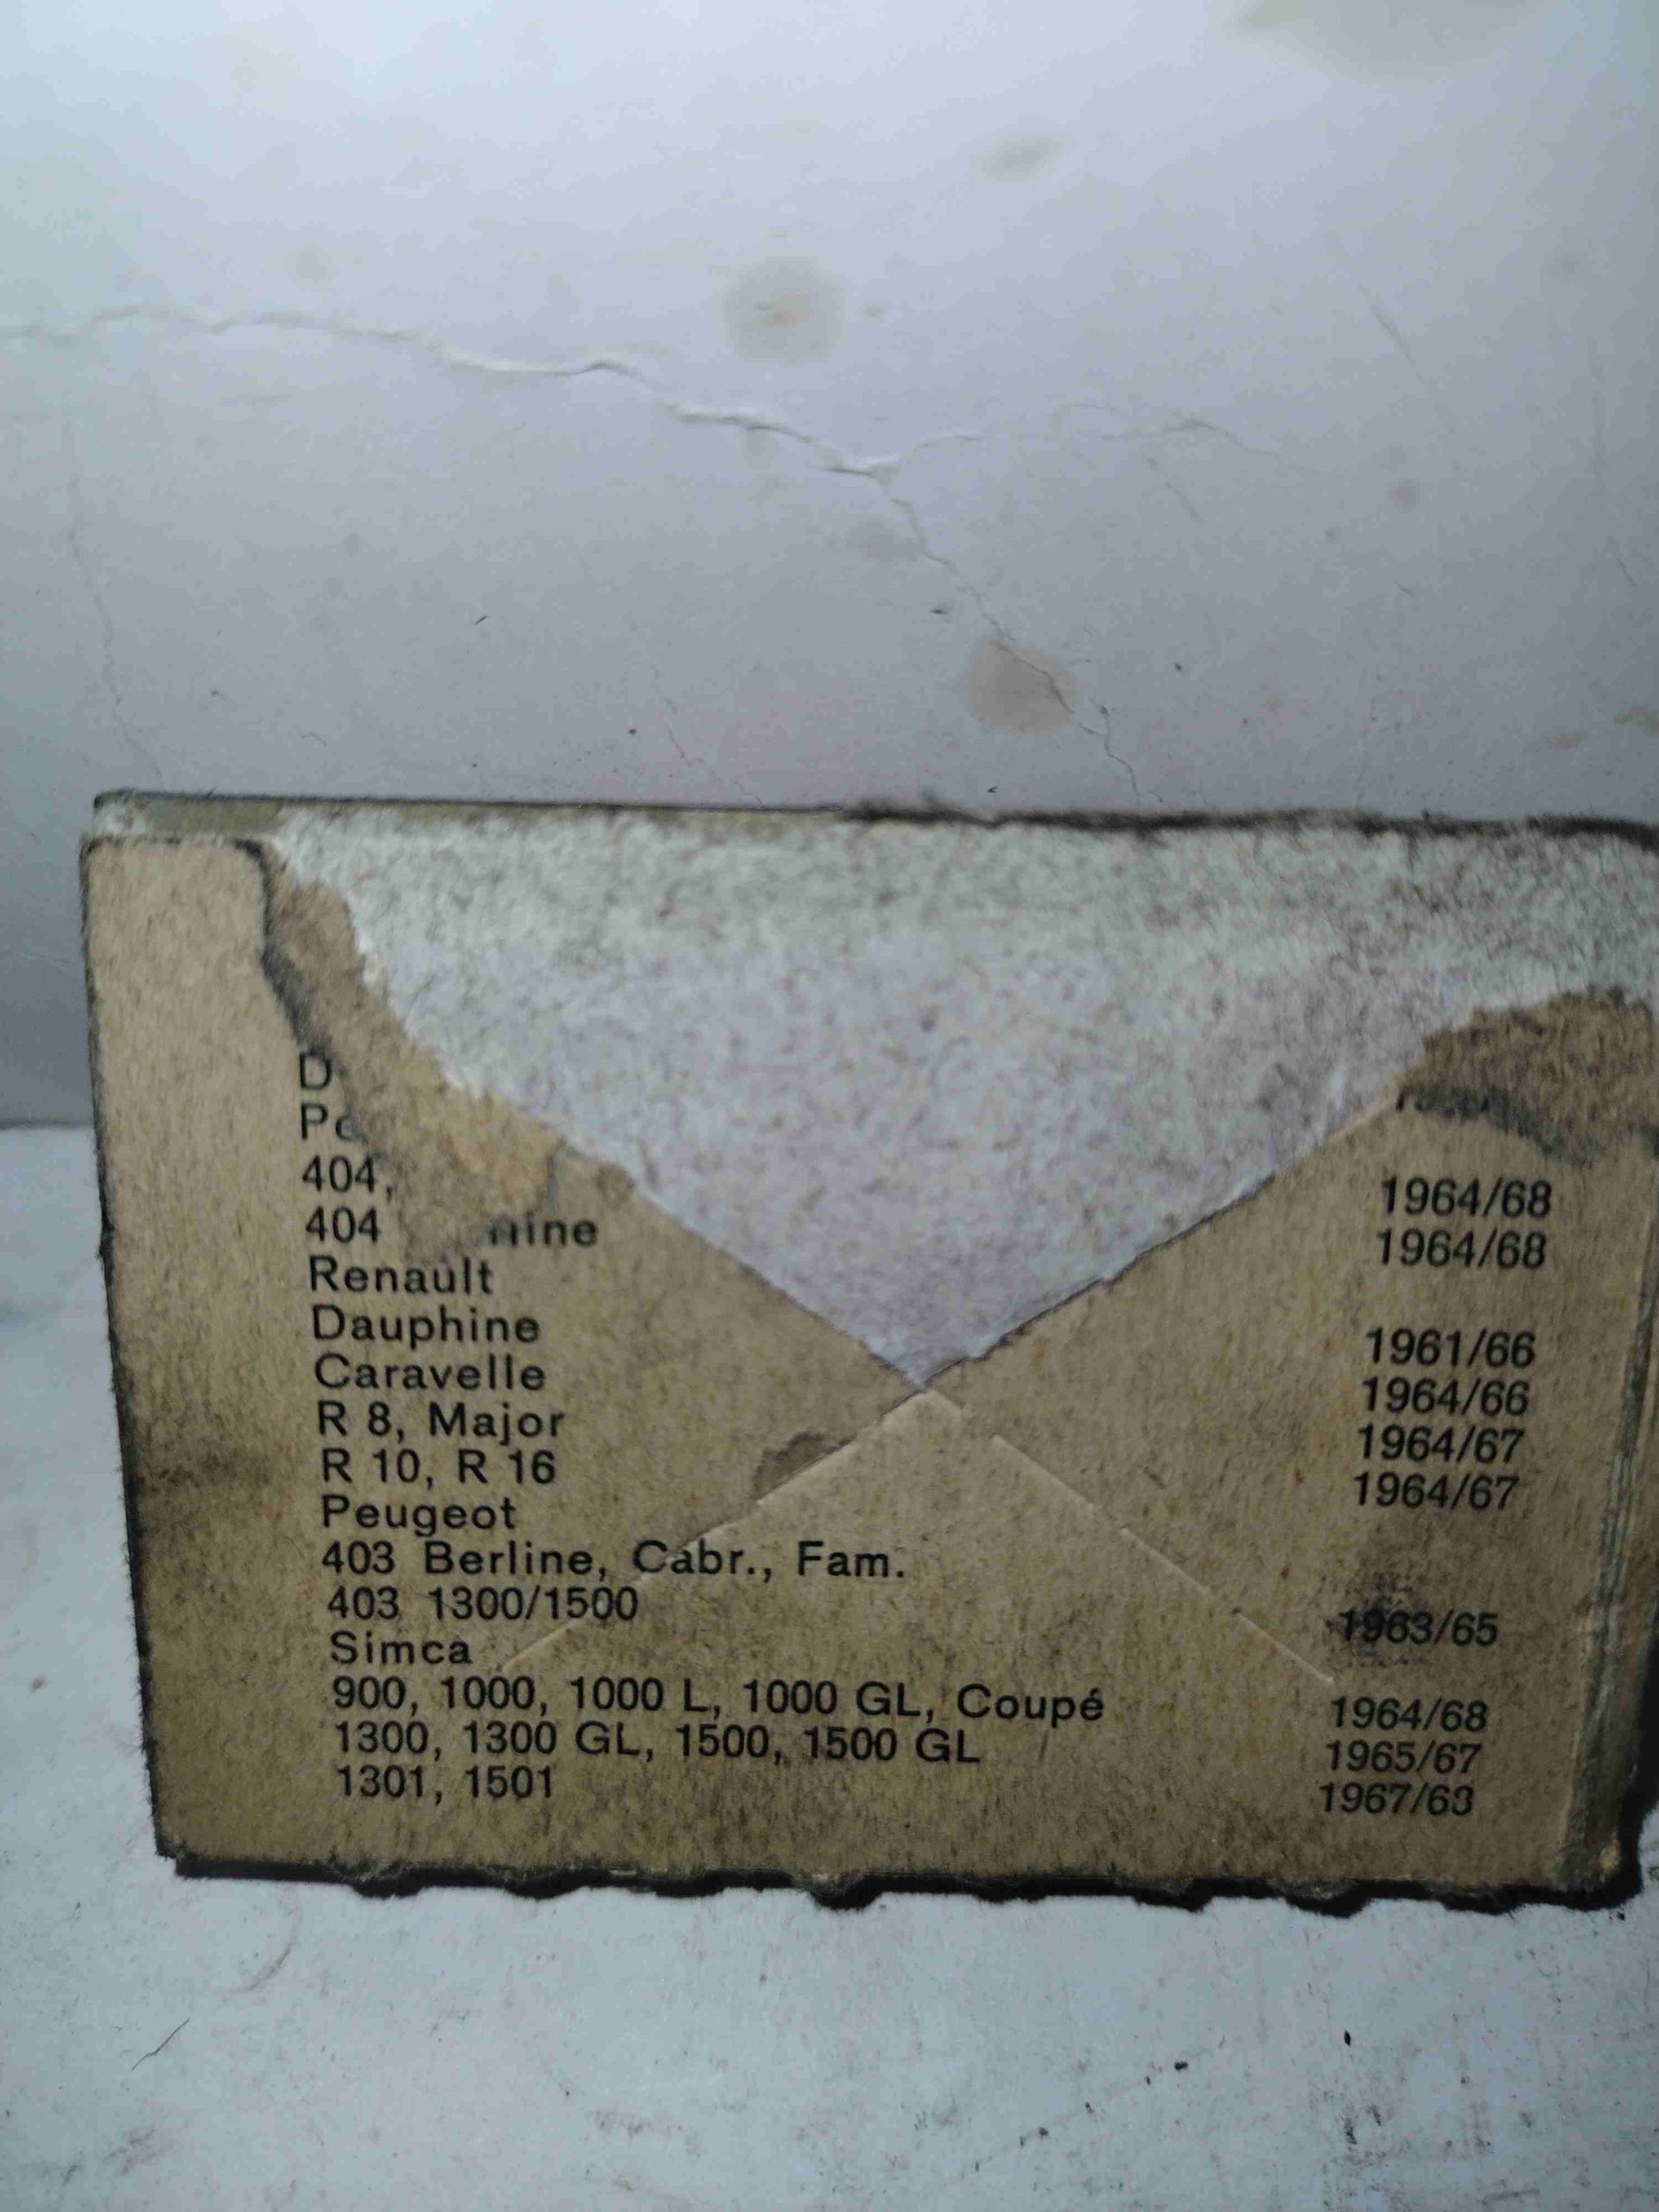 404, 1964/68
404 1964/68
Renault
Dauphine 1961/66
Caravelle 1964/66
R 8, Major 1964/67
R 10, R 16 1964/67
Peugeot
403 Berline, Cabr., Fam.
403 1300/1500 1963/65
Simca
900, 1000, 1000 L, 1000 GL, Coupé 1964/68
1300, 1300 GL, 1500, 1500 GL 1965/67
1301, 1501 1967/68